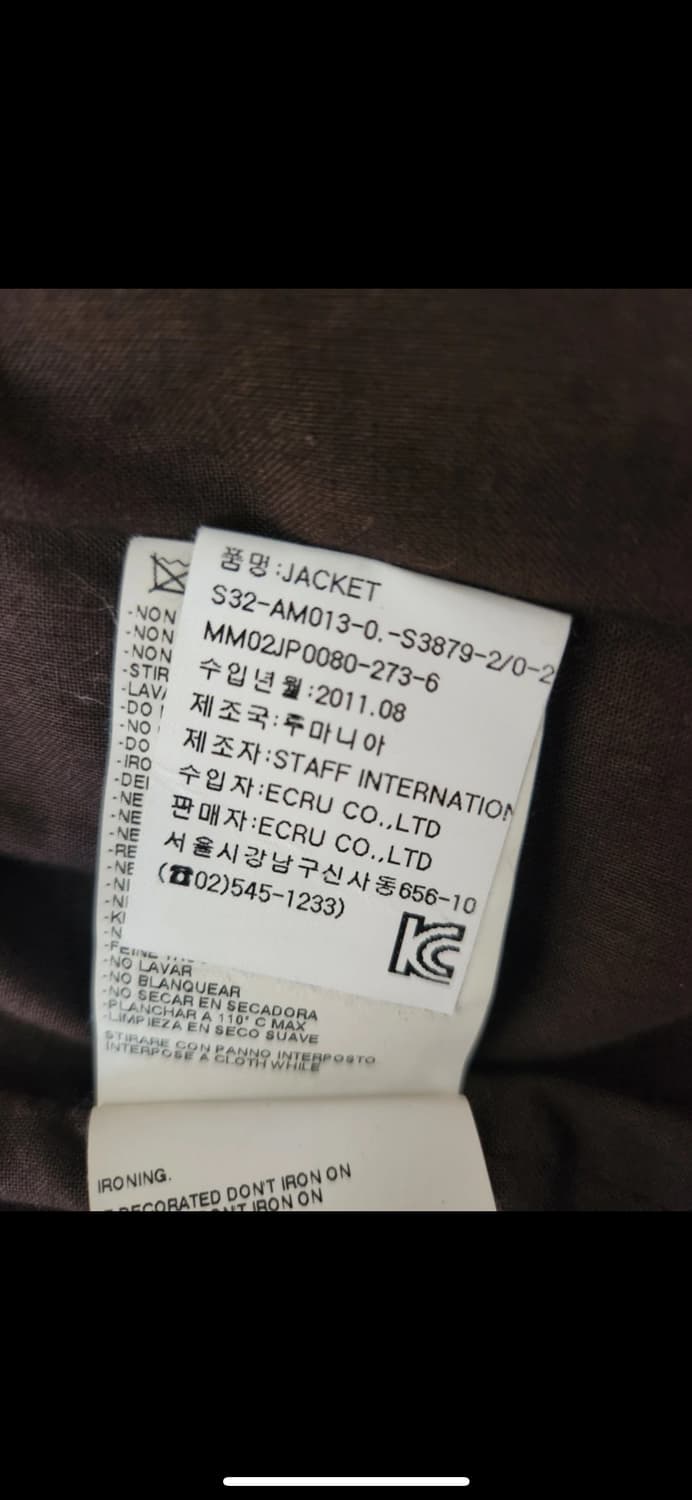 품명:JACKET
S32-AM013-0.-S3879-2/0-2
MM02JP0080-273-6
수입년월:2011.08
제조국:루마니아
제조자:STAFF INTERNATION
수입자:ECRU CO.,LTD
판매자:ECRU CO.,LTD
서울시강남구신사동656-10
(☎02)545-1233)
KC
-NON
-NON
-NON
-STIR
-LAVA
-DO
-NO
-DO
-IRO
-DEI
-NE
-NE
-NE
-RE
-NE
-NI
-NI
-KI
-N
-NO LAVAR
-NO BLANQUEAR
-NO SECAR EN SECADORA
-PLANCHAR A 110° C MAX
-LIMPIEZA EN SECO SUAVE
STIRARE CON PANNO INTERPOSTO
INTERPOSE A CLOTH WHILE
IRONING.
DECORATED DON'T IRON ON
IRON ON